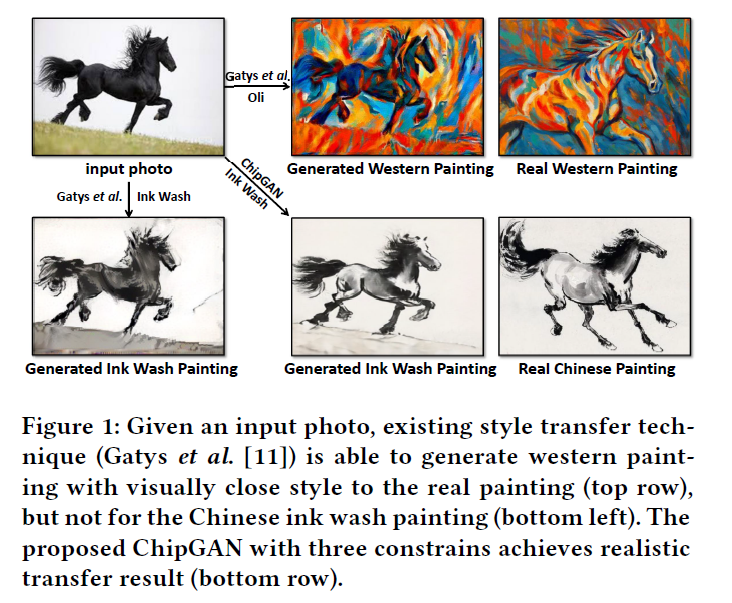 Gatys et al.
Oli
input photo
Generated Western Painting
Real Western Painting
Gatys et al.
Ink Wash
ChipGAN
Ink Wash
Generated Ink Wash Painting
Generated Ink Wash Painting
Real Chinese Painting
Figure 1: Given an input photo, existing style transfer tech-
nique (Gatys et al. [11]) is able to generate western paint-
ing with visually close style to the real painting (top row),
but not for the Chinese ink wash painting (bottom left). The
proposed ChipGAN with three constrains achieves realistic
transfer result (bottom row).